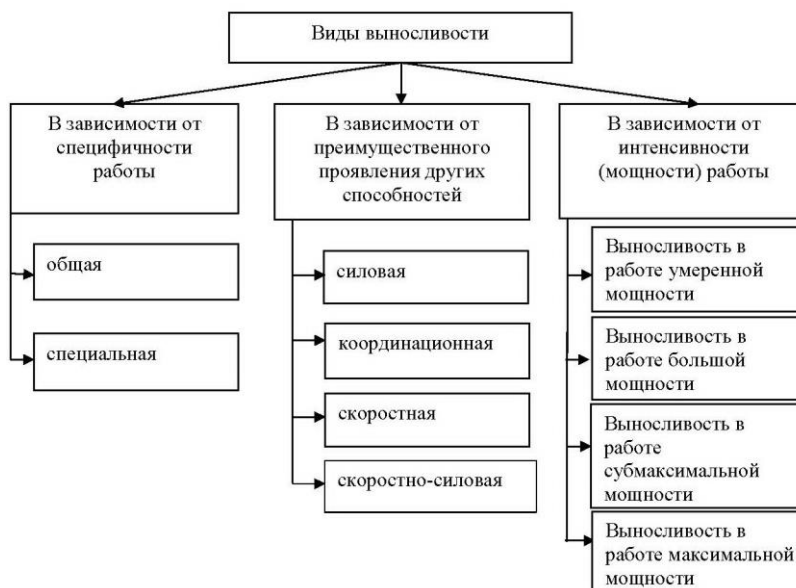 Виды выносливости
В зависимости от
специфичности
работы
общая
специальная
В зависимости от
преимущественного
проявления других
способностей
силовая
координационная
скоростная
скоростно-силовая
В зависимости от
интенсивности
(мощности) работы
Выносливость в
работе умеренной
мощности
Выносливость в
работе большой
мощности
Выносливость в
работе
субмаксимальной
мощности
Выносливость в
работе максимальной
мощности